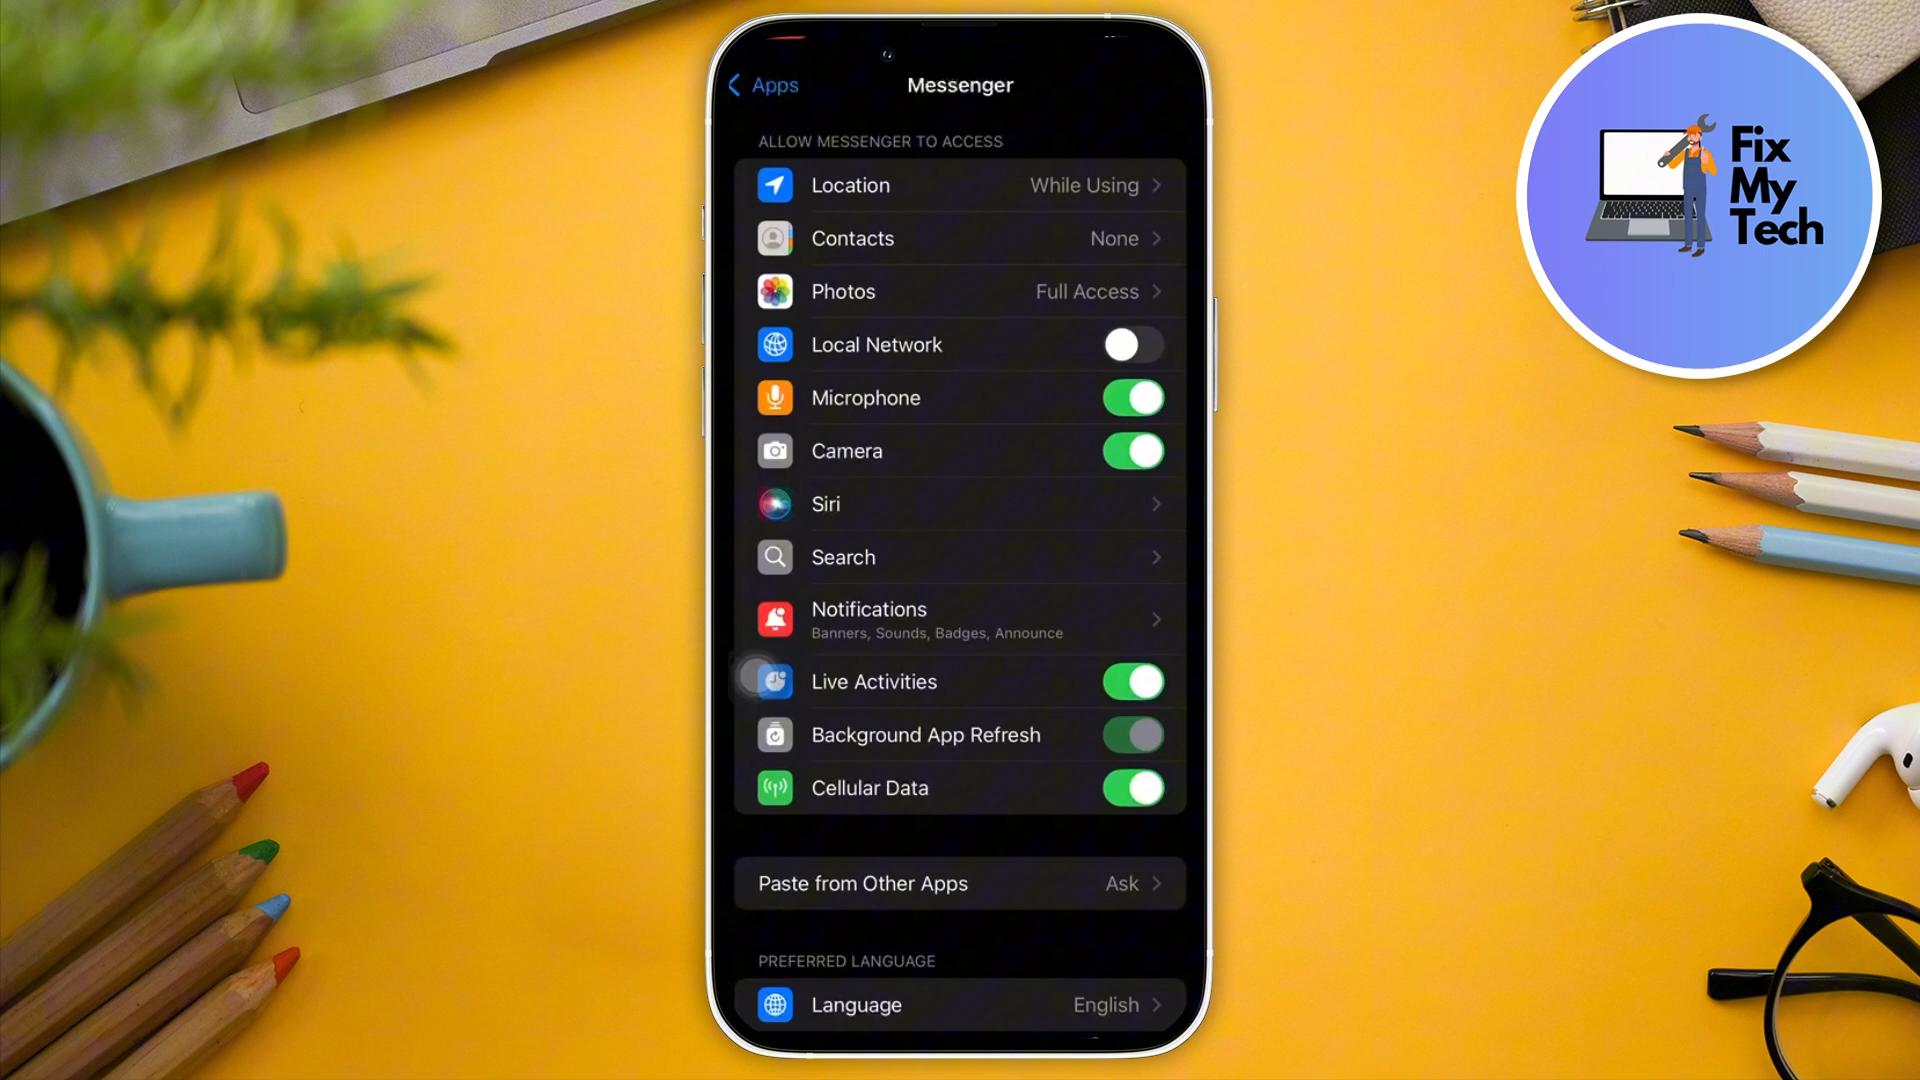 Apps
Messenger
ALLOW MESSENGER TO ACCESS
Location
While Using
Contacts
None
Photos
Full Access
Local Network
Microphone
Camera
Siri
Search
Notifications
Banners, Sounds, Badges, Announce
Live Activities
Background App Refresh
Cellular Data
Paste from Other Apps
Ask
PREFERRED LANGUAGE
Language
English
Fix
My
Tech